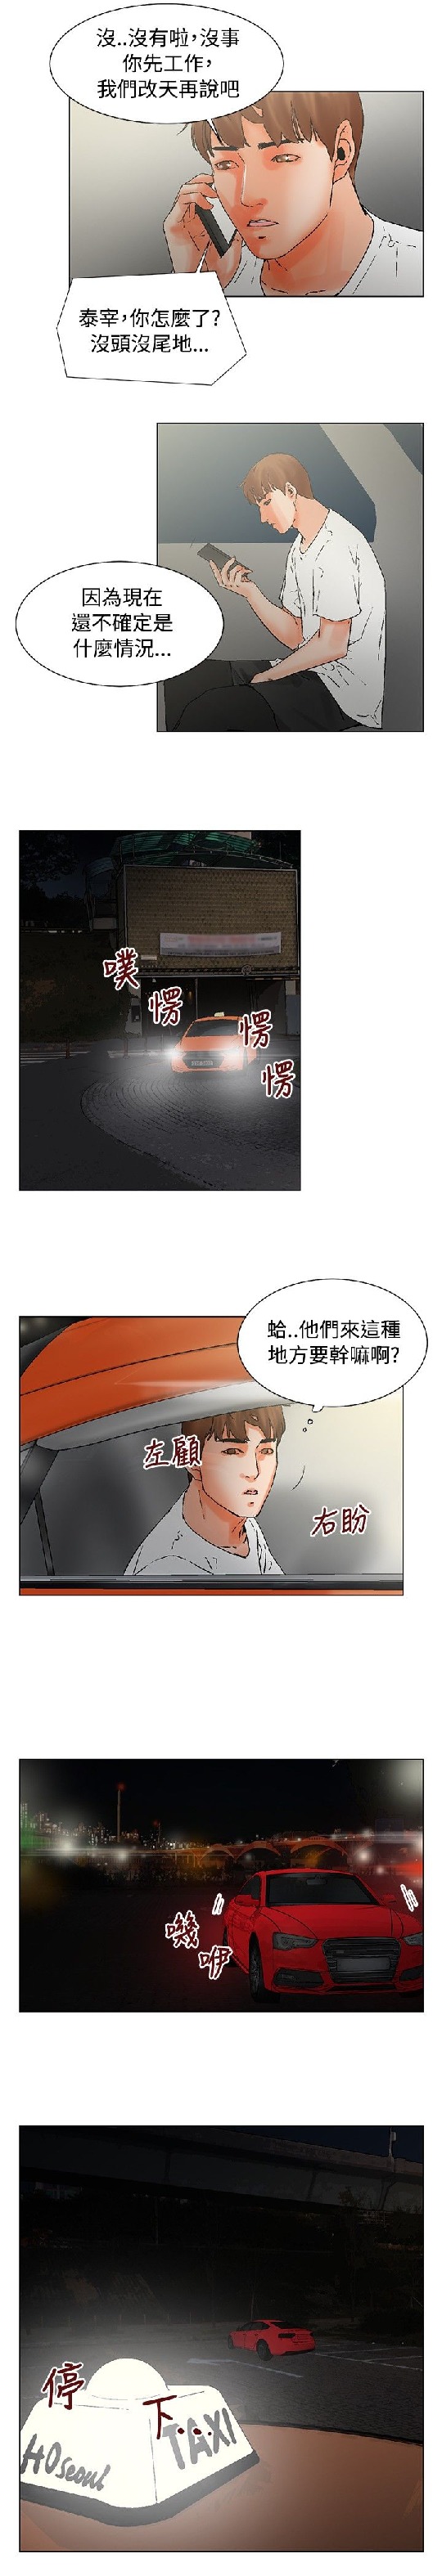 沒..沒有啦,沒事
你先工作,
我們改天再說吧
泰宰,你怎麼了?
沒頭沒尾地...
因為現在
還不確定是
什麼情況...
噗
愣
愣
愣
蛤..他們來這種
地方要幹嘛啊?
左顧
右盼
嘰
咿
停
下...
TAXI
HOseoul